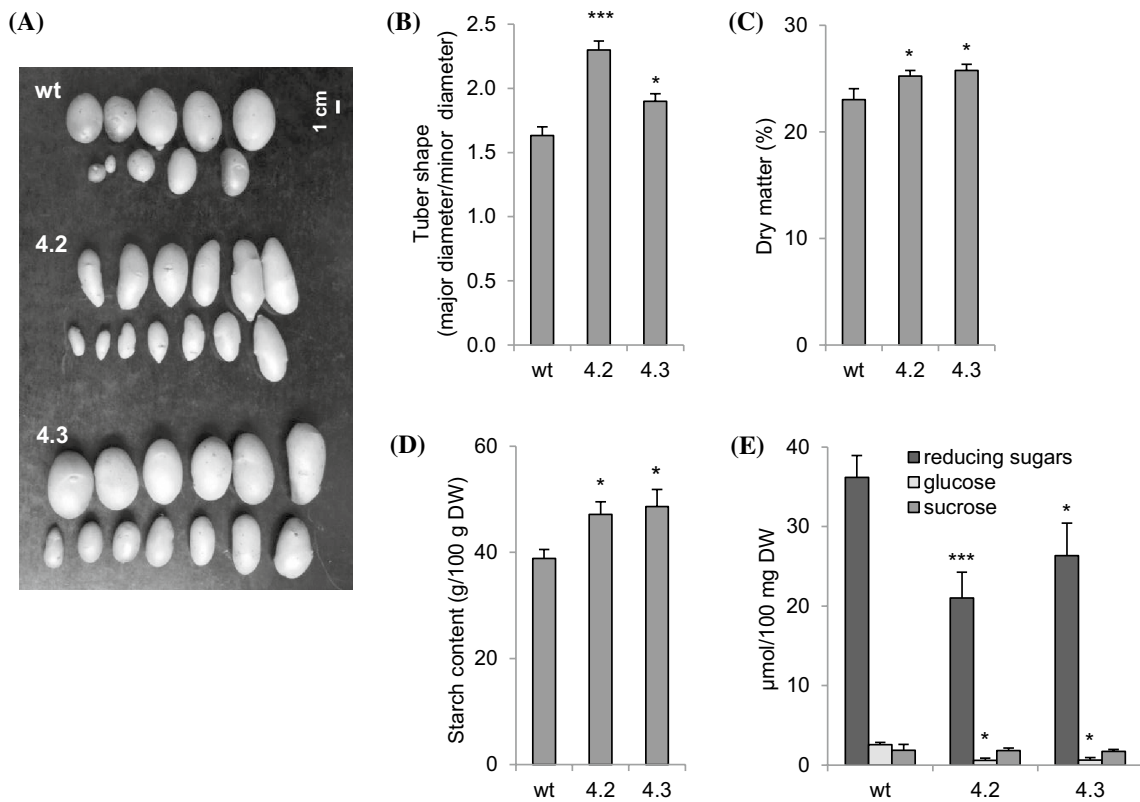 (A)
wt
1 cm
4.2
4.3
(B)
Tuber shape
(major diameter/minor diameter)
2.5
2.0
1.5
1.0
0.5
0.0
***
*
wt 4.2 4.3
(C)
Dry matter (%)
30
20
10
0
* *
wt 4.2 4.3
(D)
Starch content (g/100 g DW)
60
40
20
0
* *
wt 4.2 4.3
(E)
µmol/100 mg DW
40
30
20
10
0
reducing sugars
glucose
sucrose
***
*
* *
wt 4.2 4.3